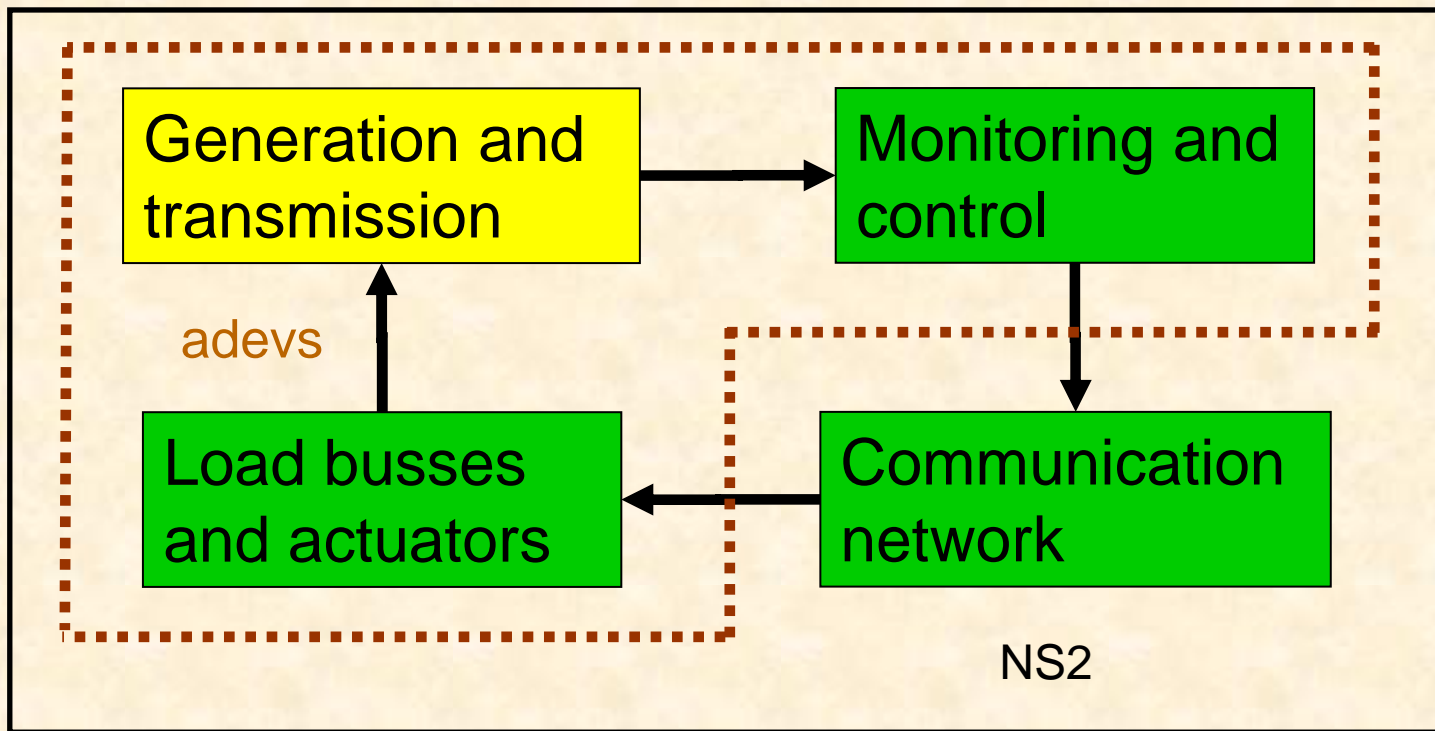 Generation and
transmission
Monitoring and
control
adevs
Load busses
and actuators
Communication
network
NS2